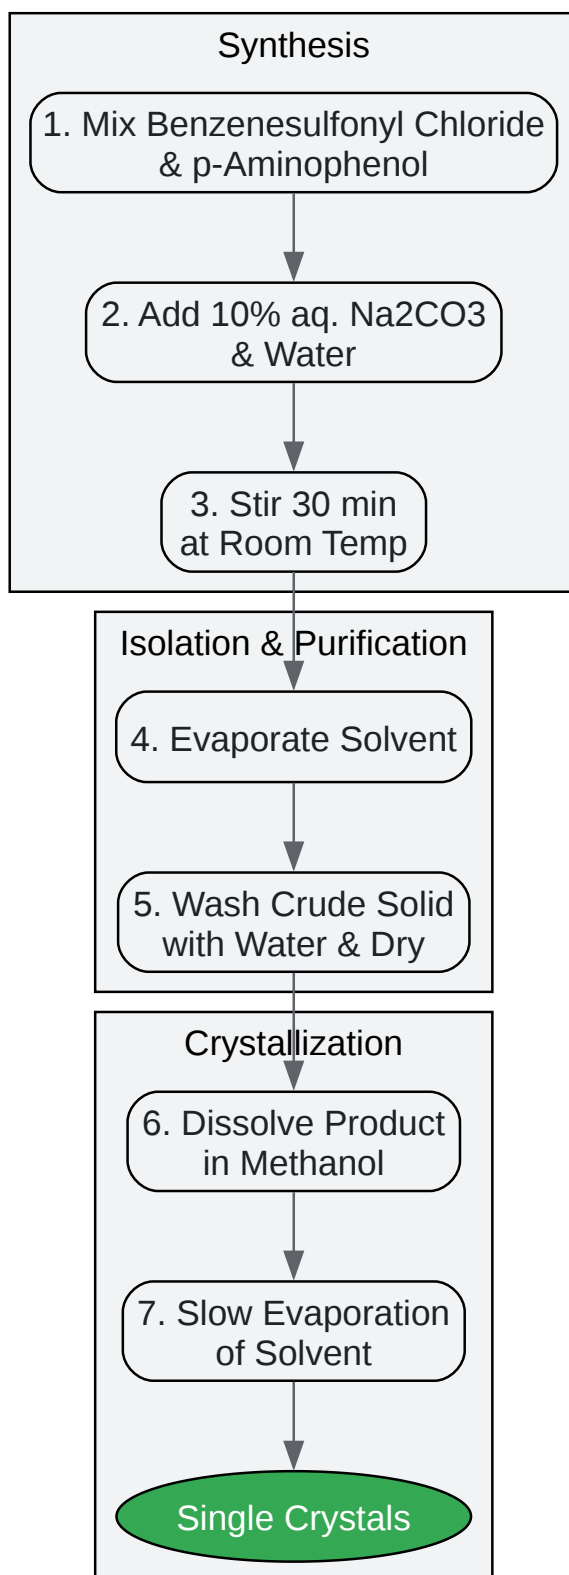 Synthesis
1. Mix Benzenesulfonyl Chloride
& p-Aminophenol
2. Add 10% aq. Na2CO3
& Water
3. Stir 30 min
at Room Temp
Isolation & Purification
4. Evaporate Solvent
5. Wash Crude Solid
with Water & Dry
Crystallization
6. Dissolve Product
in Methanol
7. Slow Evaporation
of Solvent
Single Crystals